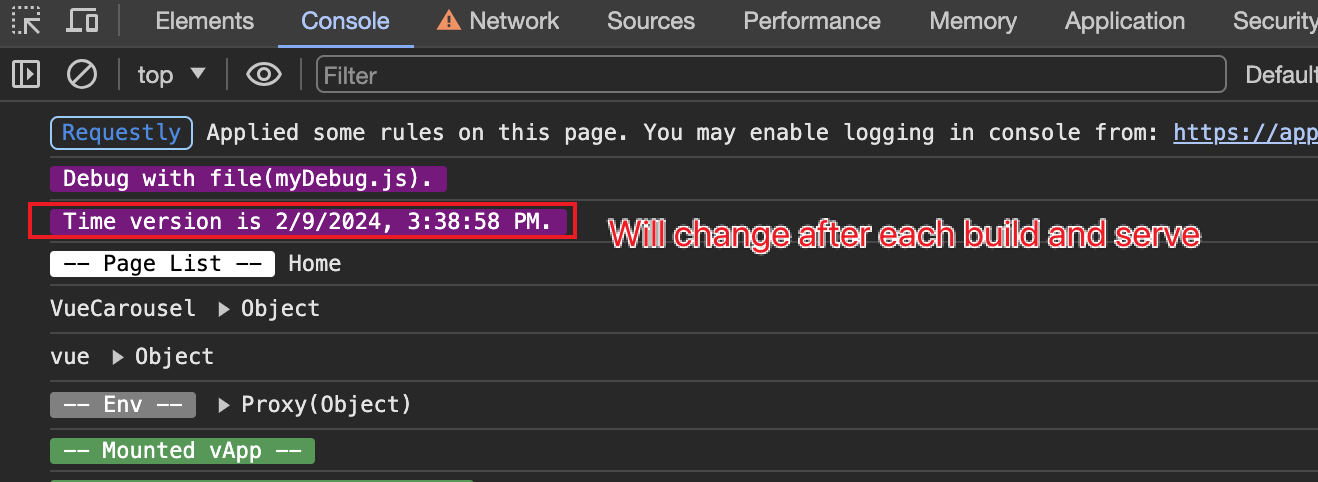 Elements Console Network Sources Performance Memory Application Security
top Filter Default
Requestly Applied some rules on this page. You may enable logging in console from: https://app
Debug with file(myDebug.js).
Time version is 2/9/2024, 3:38:58 PM.
Will change after each build and serve
-- Page List -- Home
VueCarousel Object
vue Object
-- Env -- Proxy(Object)
-- Mounted vApp --